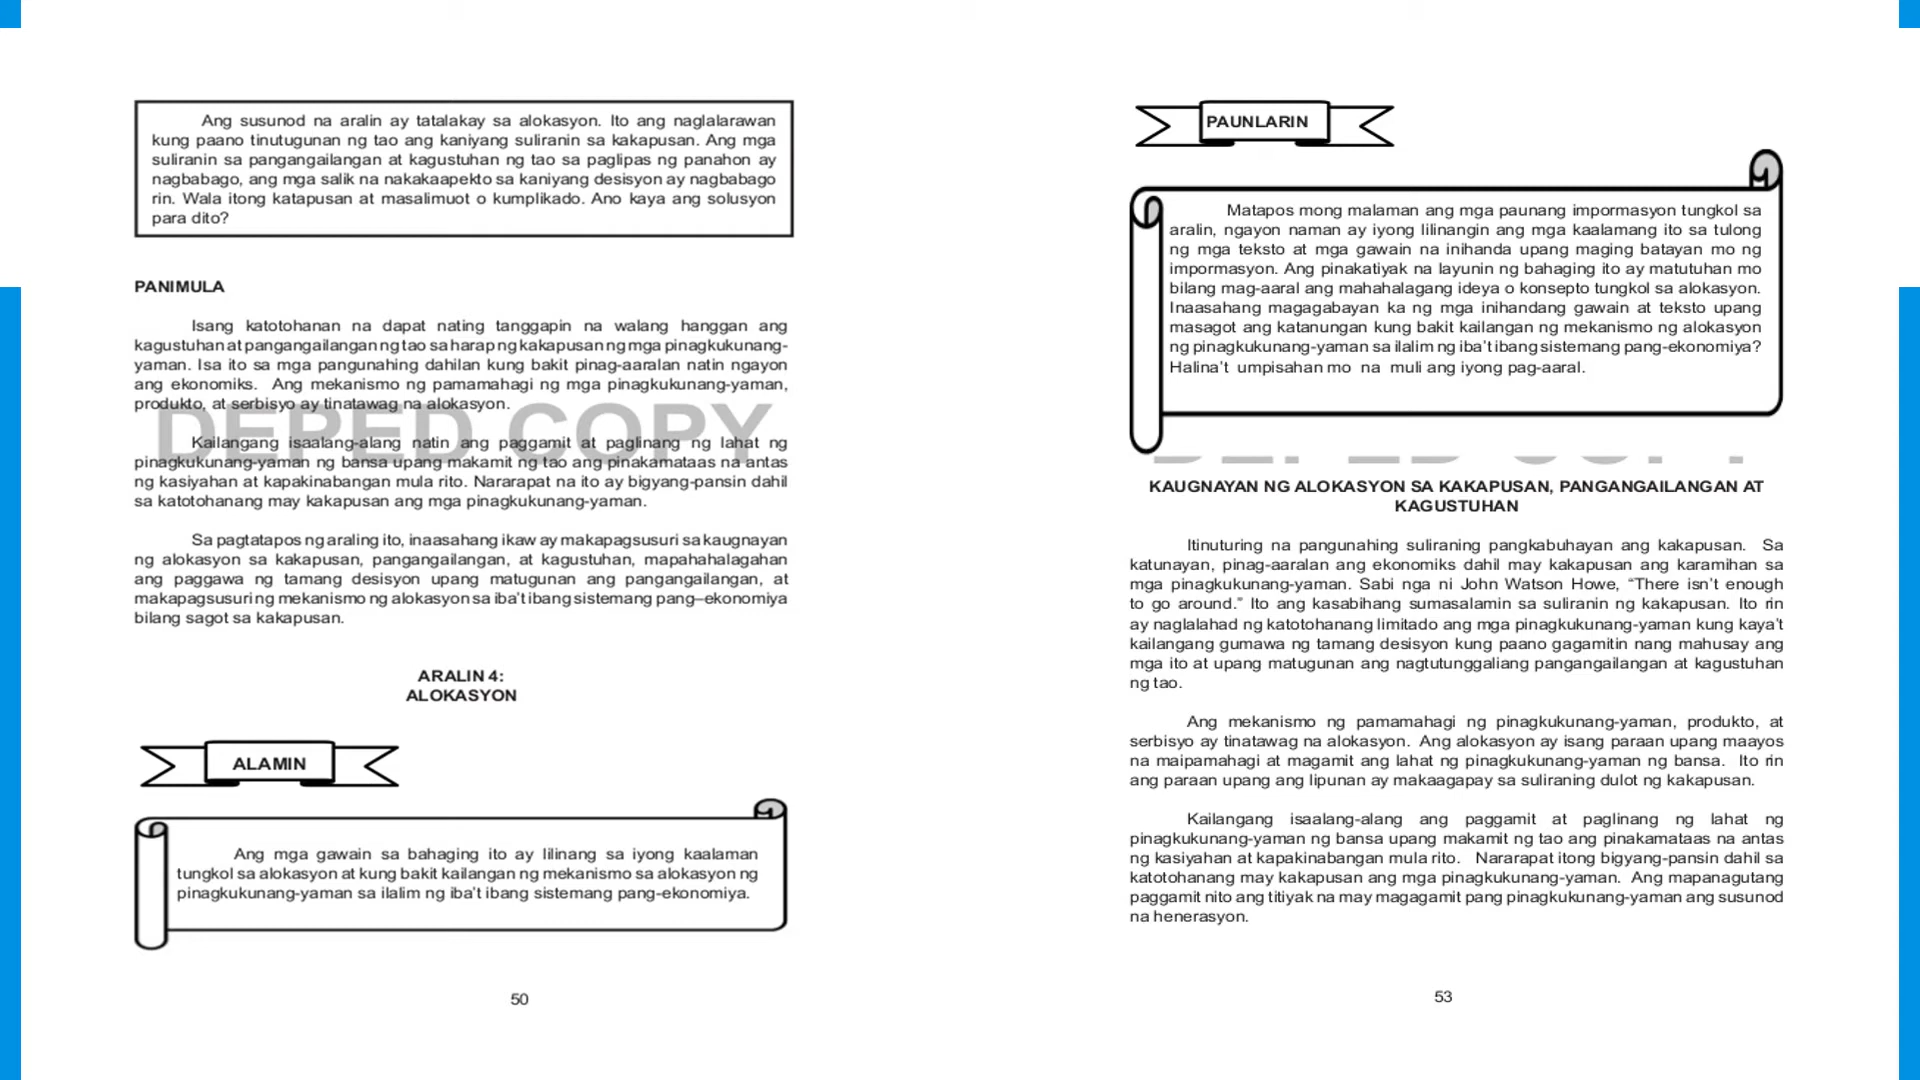 Ang susunod na aralin ay tatalakay sa alokasyon. Ito ang naglalarawan
kung paano tinutugunan ng tao ang kaniyang suliranin sa kakapusan. Ang mga
suliranin sa pangangailangan at kagustuhan ng tao sa paglipas ng panahon ay
nagbabago, ang mga salik na nakakaapekto sa kaniyang desisyon ay nagbabago
rin. Wala itong katapusan at masalimuot o kumplikado. Ano kaya ang solusyon
para dito?
PANIMULA
Isang katotohanan na dapat nating tanggapin na walang hanggan ang
kagustuhan at pangangailangan ng tao sa harap ng kakapusan ng mga pinagkukunang-
yaman. Isa ito sa mga pangunahing dahilan kung bakit pinag-aaralan natin ngayon
ang ekonomiks. Ang mekanismo ng pamamahagi ng mga pinagkukunang-yaman,
produkto, at serbisyo ay tinatawag na alokasyon.
DEPED COPY
Kailangang isaalang-alang natin ang paggamit at paglinang ng lahat ng
pinagkukunang-yaman ng bansa upang makamit ng tao ang pinakamataas na antas
ng kasiyahan at kapakinabangan mula rito. Nararapat na ito ay bigyang-pansin dahil
sa katotohanang may kakapusan ang mga pinagkukunang-yaman.
Sa pagtatapos ng araling ito, inaasahang ikaw ay makapagsusuri sa kaugnayan
ng alokasyon sa kakapusan, pangangailangan, at kagustuhan, mapahahalagahan
ang paggawa ng tamang desisyon upang matugunan ang pangangailangan, at
makapagsusuri ng mekanismo ng alokasyon sa iba't ibang sistemang pang–ekonomiya
bilang sagot sa kakapusan.
ARALIN 4:
ALOKASYON
ALAMIN
Ang mga gawain sa bahaging ito ay lilinang sa iyong kaalaman
tungkol sa alokasyon at kung bakit kailangan ng mekanismo sa alokasyon ng
pinagkukunang-yaman sa ilalim ng iba't ibang sistemang pang-ekonomiya.
50
PAUNLARIN
Matapos mong malaman ang mga paunang impormasyon tungkol sa
aralin, ngayon naman ay iyong lilinangin ang mga kaalamang ito sa tulong
ng mga teksto at mga gawain na inihanda upang maging batayan mo ng
impormasyon. Ang pinakatiyak na layunin ng bahaging ito ay matutuhan mo
bilang mag-aaral ang mahahalagang ideya o konsepto tungkol sa alokasyon.
Inaasahang magagabayan ka ng mga inihandang gawain at teksto upang
masagot ang katanungan kung bakit kailangan ng mekanismo ng alokasyon
ng pinagkukunang-yaman sa ilalim ng iba't ibang sistemang pang-ekonomiya?
Halina't umpisahan mo na muli ang iyong pag-aaral.
KAUGNAYAN NG ALOKASYON SA KAKAPUSAN, PANGANGAILANGAN AT
KAGUSTUHAN
Itinuturing na pangunahing suliraning pangkabuhayan ang kakapusan. Sa
katunayan, pinag-aaralan ang ekonomiks dahil may kakapusan ang karamihan sa
mga pinagkukunang-yaman. Sabi nga ni John Watson Howe, “There isn't enough
to go around.” Ito ang kasabihang sumasalamin sa suliranin ng kakapusan. Ito rin
ay naglalahad ng katotohanang limitado ang mga pinagkukunang-yaman kung kaya't
kailangang gumawa ng tamang desisyon kung paano gagamitin nang mahusay ang
mga ito at upang matugunan ang nagtutunggaliang pangangailangan at kagustuhan
ng tao.
Ang mekanismo ng pamamahagi ng pinagkukunang-yaman, produkto, at
serbisyo ay tinatawag na alokasyon. Ang alokasyon ay isang paraan upang maayos
na maipamahagi at magamit ang lahat ng pinagkukunang-yaman ng bansa. Ito rin
ang paraan upang ang lipunan ay makaagapay sa suliraning dulot ng kakapusan.
Kailangang isaalang-alang ang paggamit at paglinang ng lahat ng
pinagkukunang-yaman ng bansa upang makamit ng tao ang pinakamataas na antas
ng kasiyahan at kapakinabangan mula rito. Nararapat itong bigyang-pansin dahil sa
katotohanang may kakapusan ang mga pinagkukunang-yaman. Ang mapanagutang
paggamit nito ang titiyak na may magagamit pang pinagkukunang-yaman ang susunod
na henerasyon.
53